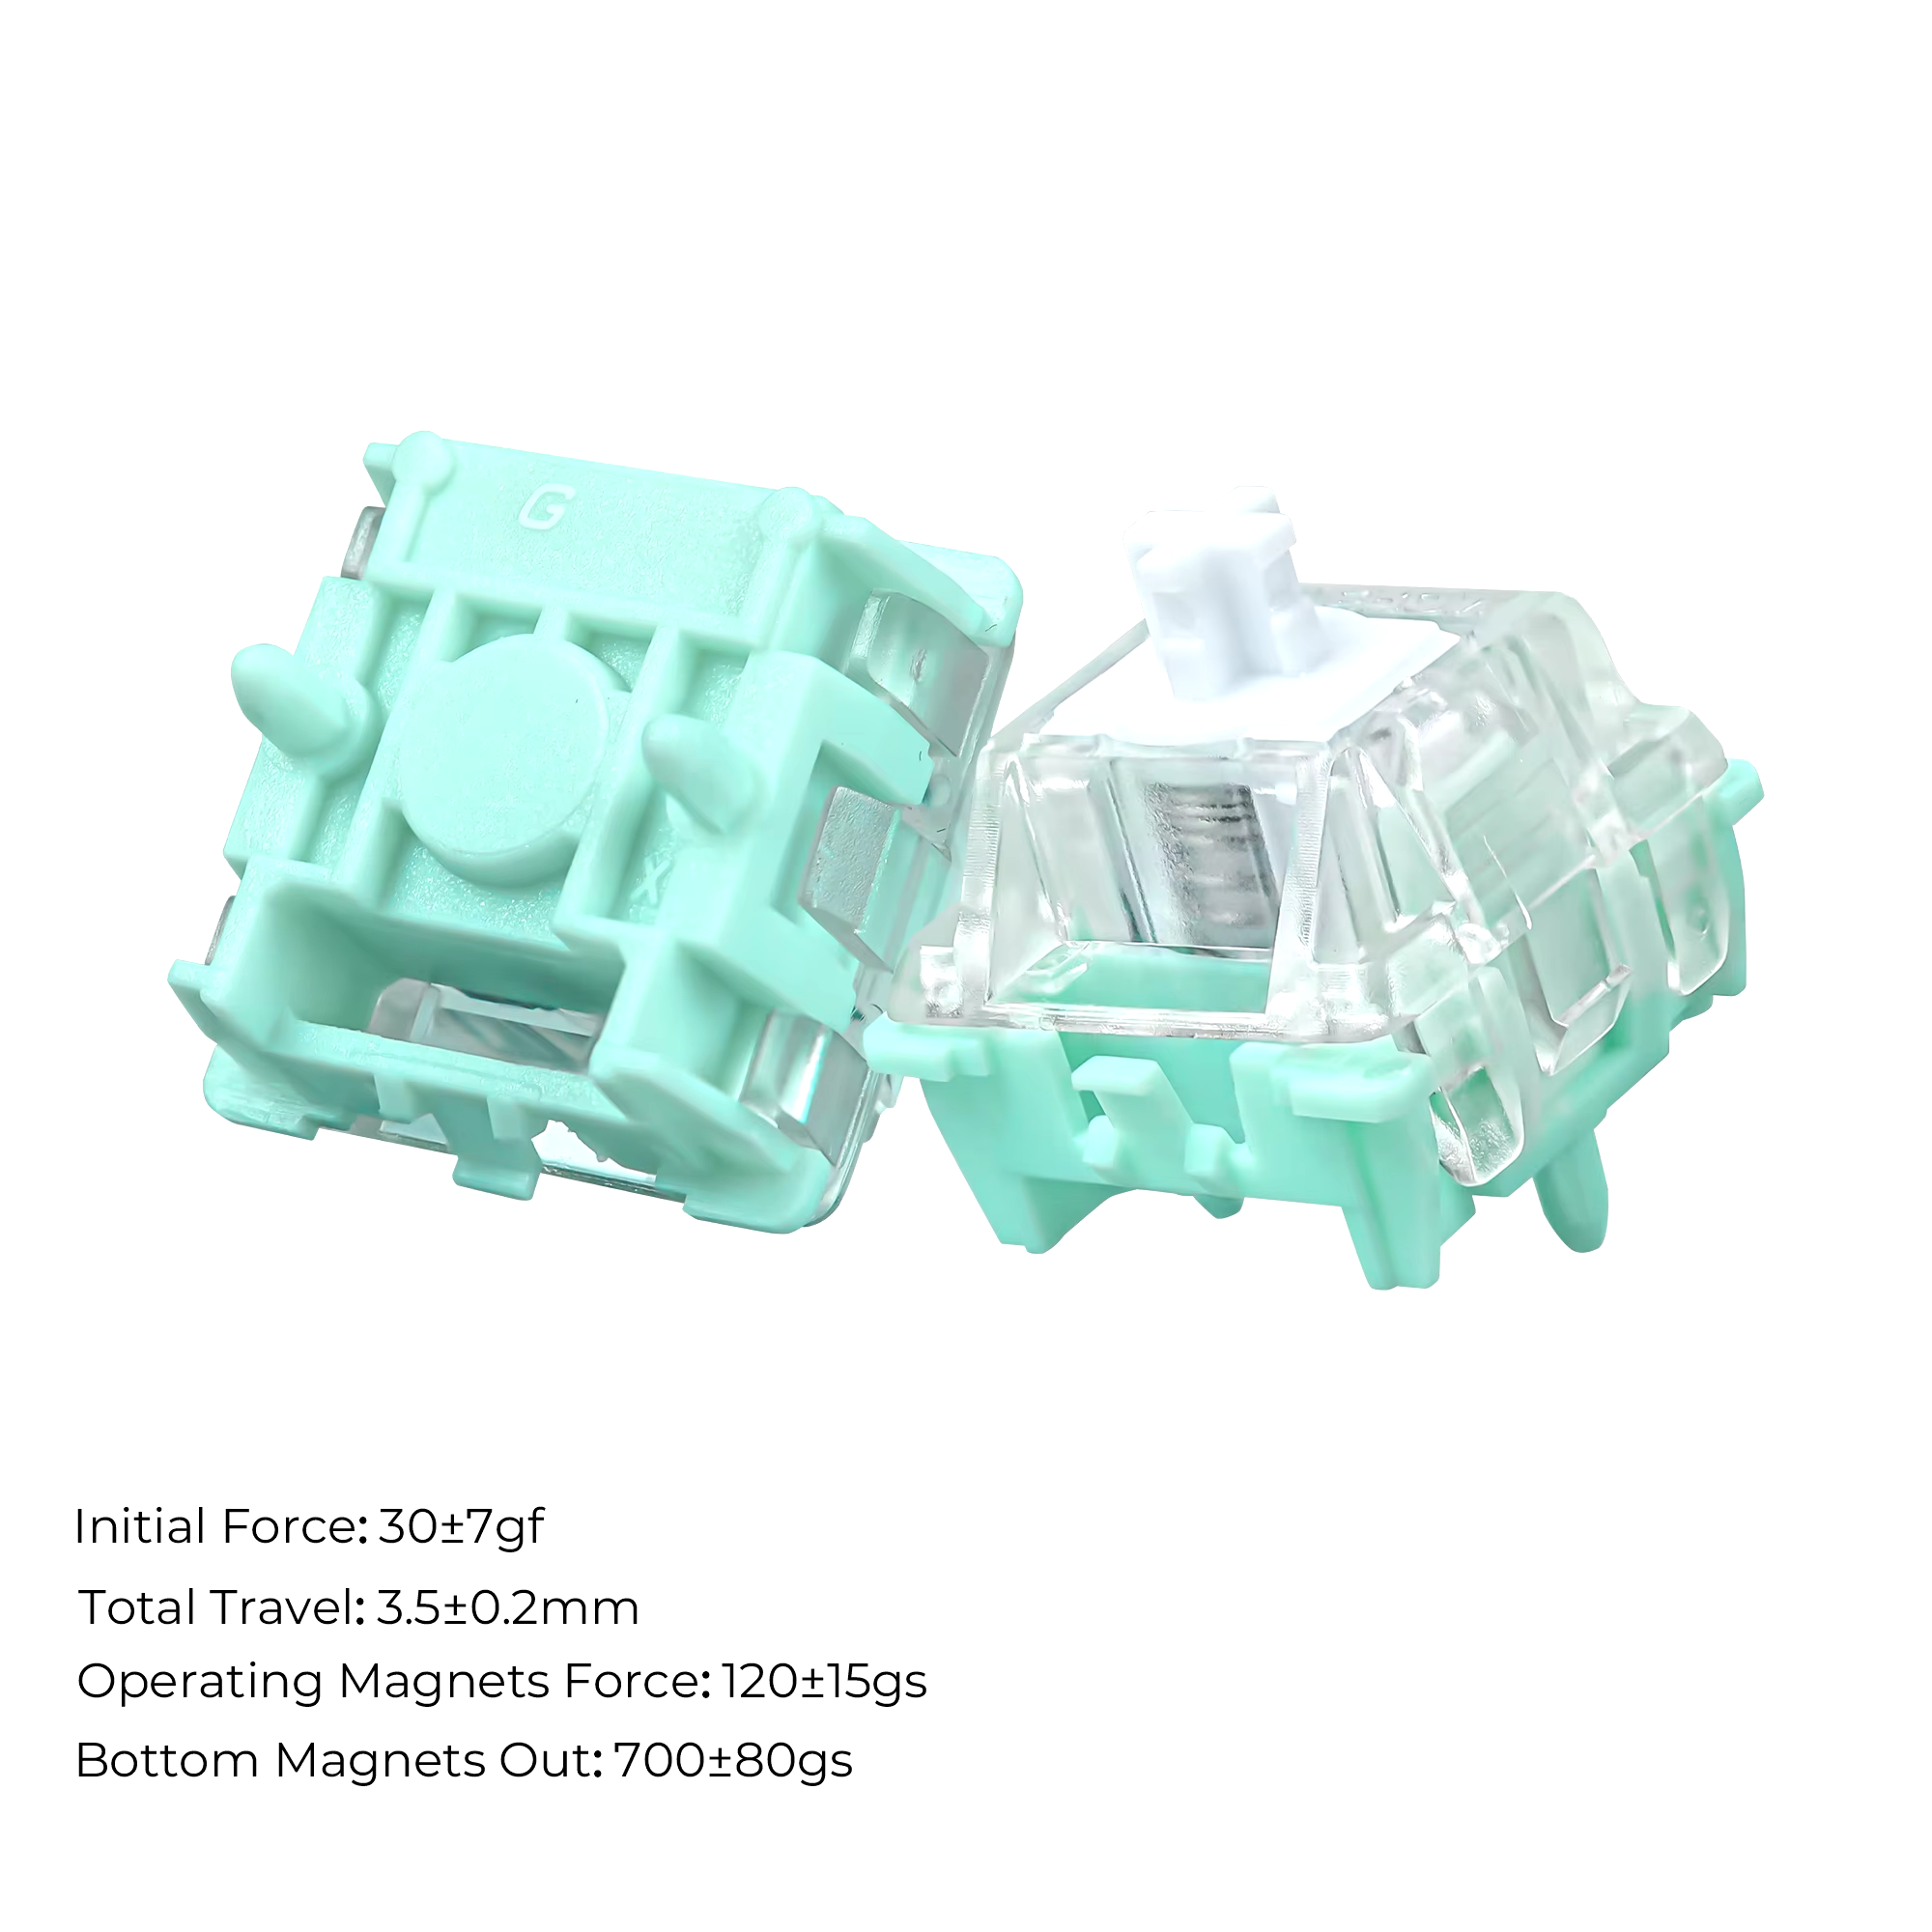 G
X
Initial Force: 30±7gf
Total Travel: 3.5±0.2mm
Operating Magnets Force: 120±15gs
Bottom Magnets Out: 700±80gs